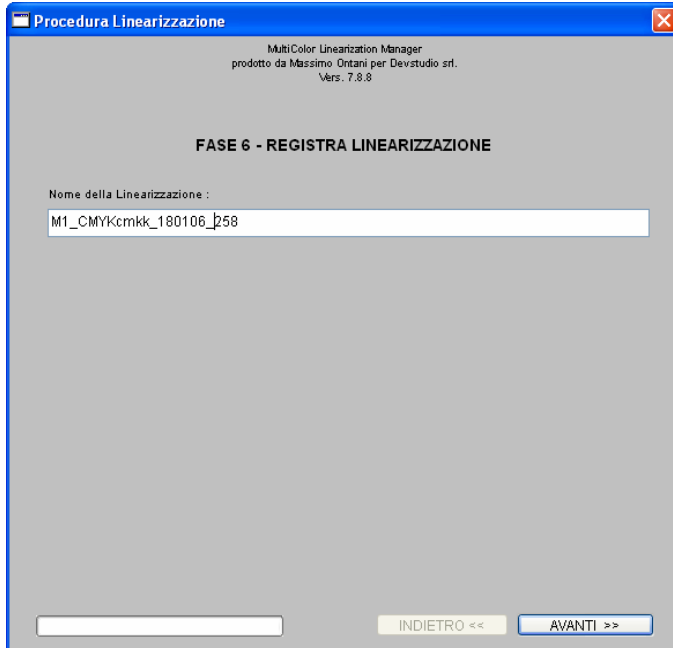 Procedura Linearizzazione
MultiColor Linearization Manager
prodotto da Massimo Ontani per Devstudio srl.
Vers. 7.8.8
FASE 6 - REGISTRA LINEARIZZAZIONE
Nome della Linearizzazione :
M1_CMYKcmkk_180106_258
INDIETRO <<
AVANTI >>